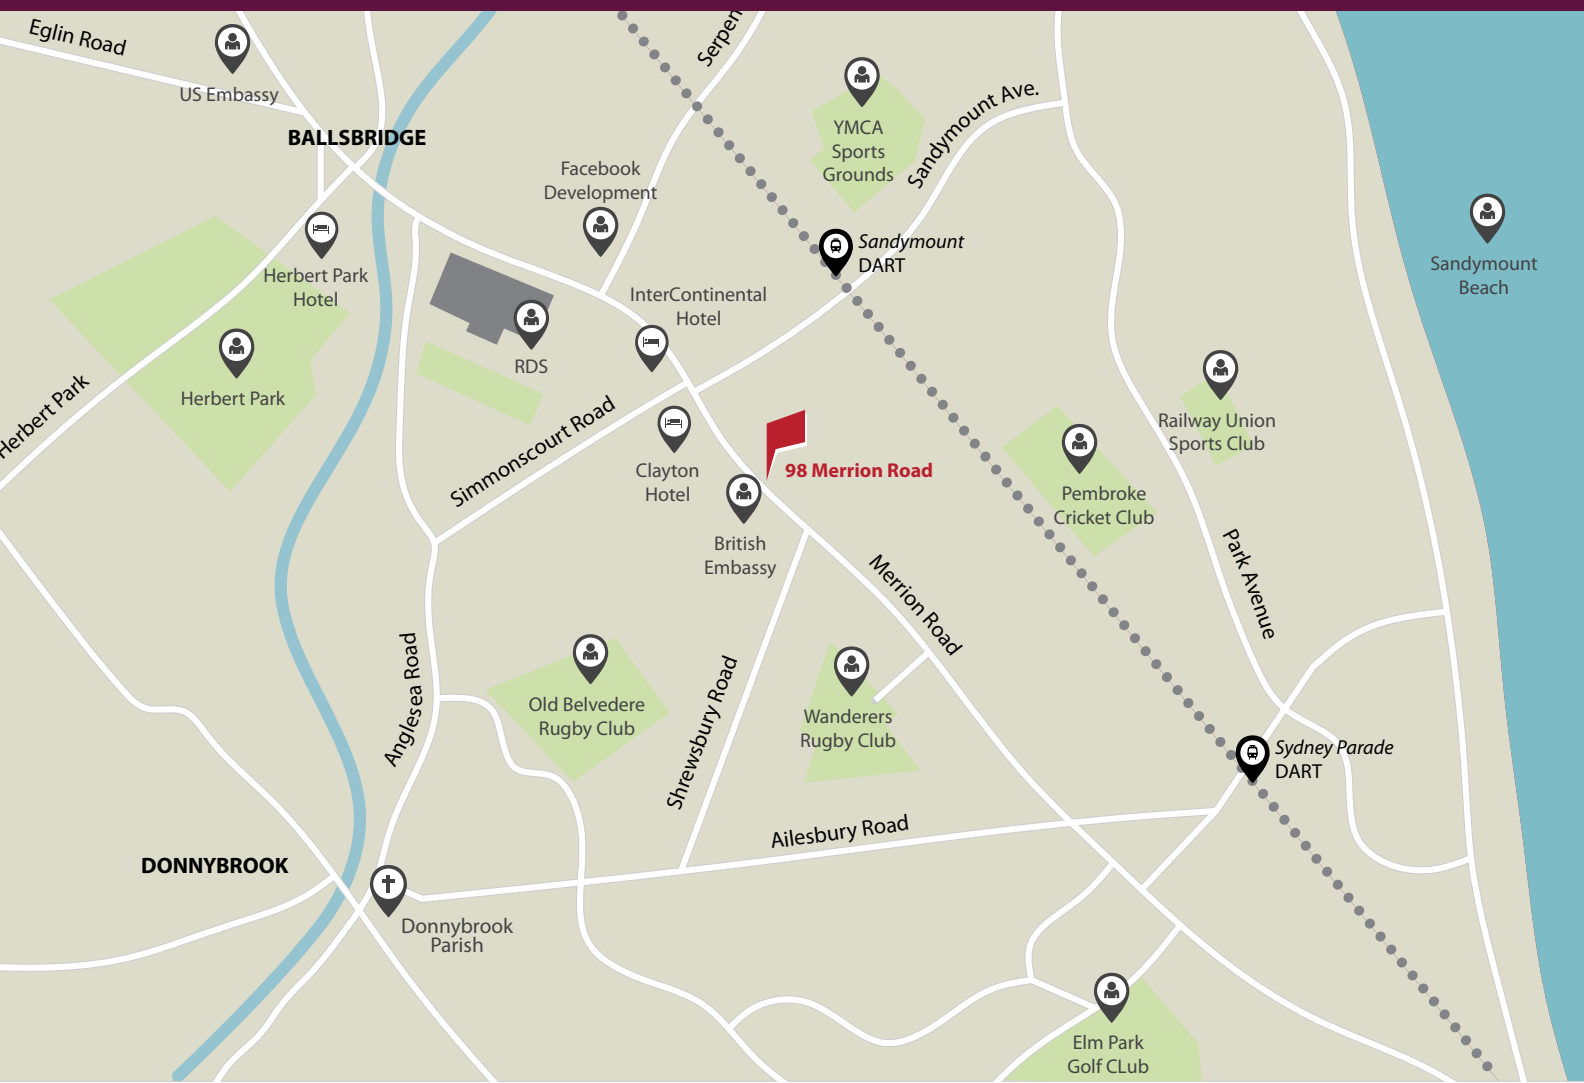 Eglin Road
US Embassy
BALLSBRIDGE
Serpen
YMCA
Sports
Grounds
Sandymount Ave.
Facebook
Development
Sandymount
DART
Sandymount
Beach
Herbert Park
Hotel
InterContinental
Hotel
RDS
Herbert Park
Herbert Park
Simmonscourt Road
Clayton
Hotel
98 Merrion Road
Railway Union
Sports Club
Pembroke
Cricket Club
British
Embassy
Merrion Road
Park Avenue
Anglesea Road
Old Belvedere
Rugby Club
Shrewsbury Road
Wanderers
Rugby Club
Sydney Parade
DART
Ailesbury Road
DONNYBROOK
Donnybrook
Parish
Elm Park
Golf CLub